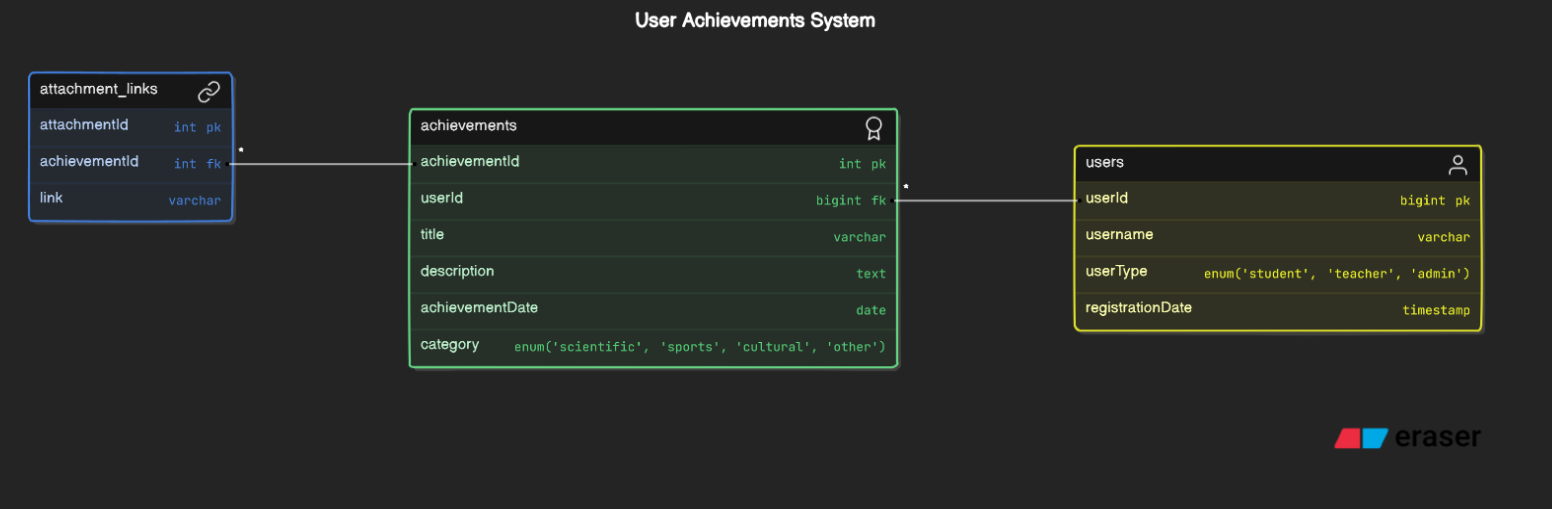 User Achievements System
attachment_links
attachmentId int pk
achievementId int fk
*
link varchar
achievements
achievementId int pk
userId bigint fk
*
title varchar
description text
achievementDate date
category enum('scientific', 'sports', 'cultural', 'other')
users
userId bigint pk
username varchar
userType enum('student', 'teacher', 'admin')
registrationDate timestamp
eraser